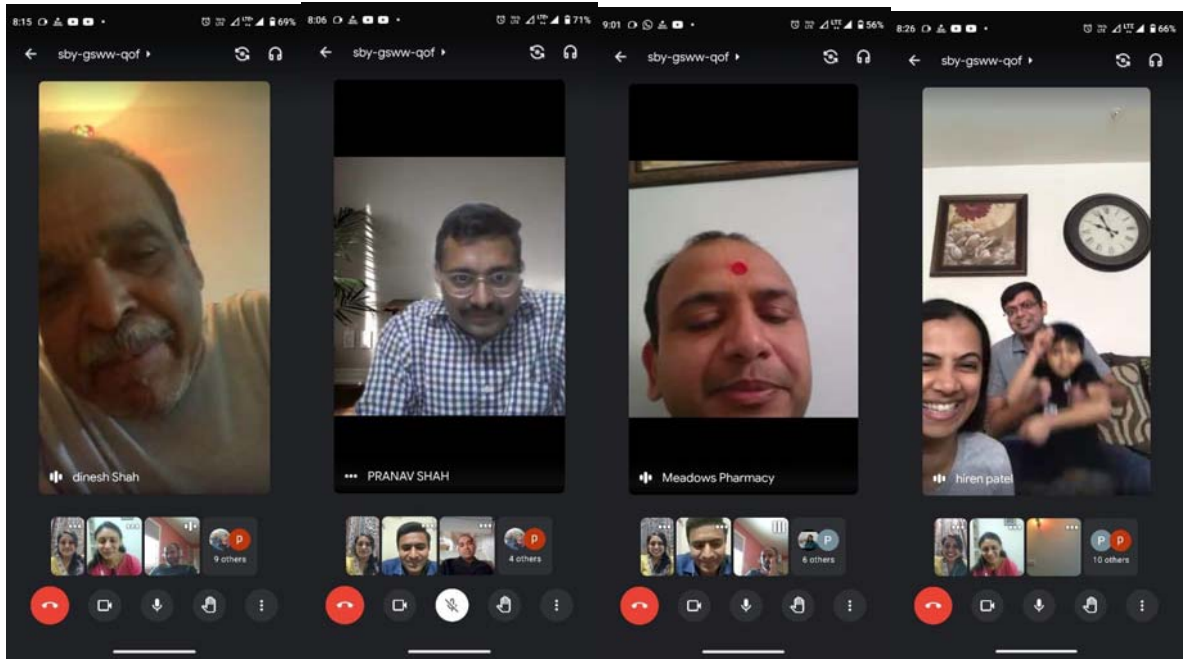 8:15
69%
sby-gsww-qof
dinesh Shah
P
9 others
8:06
71%
sby-gsww-qof
PRANAV SHAH
P
4 others
9:01
LTE
56%
sby-gsww-qof
Meadows Pharmacy
P
6 others
8:26
LTE
66%
sby-gsww-qof
hiren patel
P P
10 others